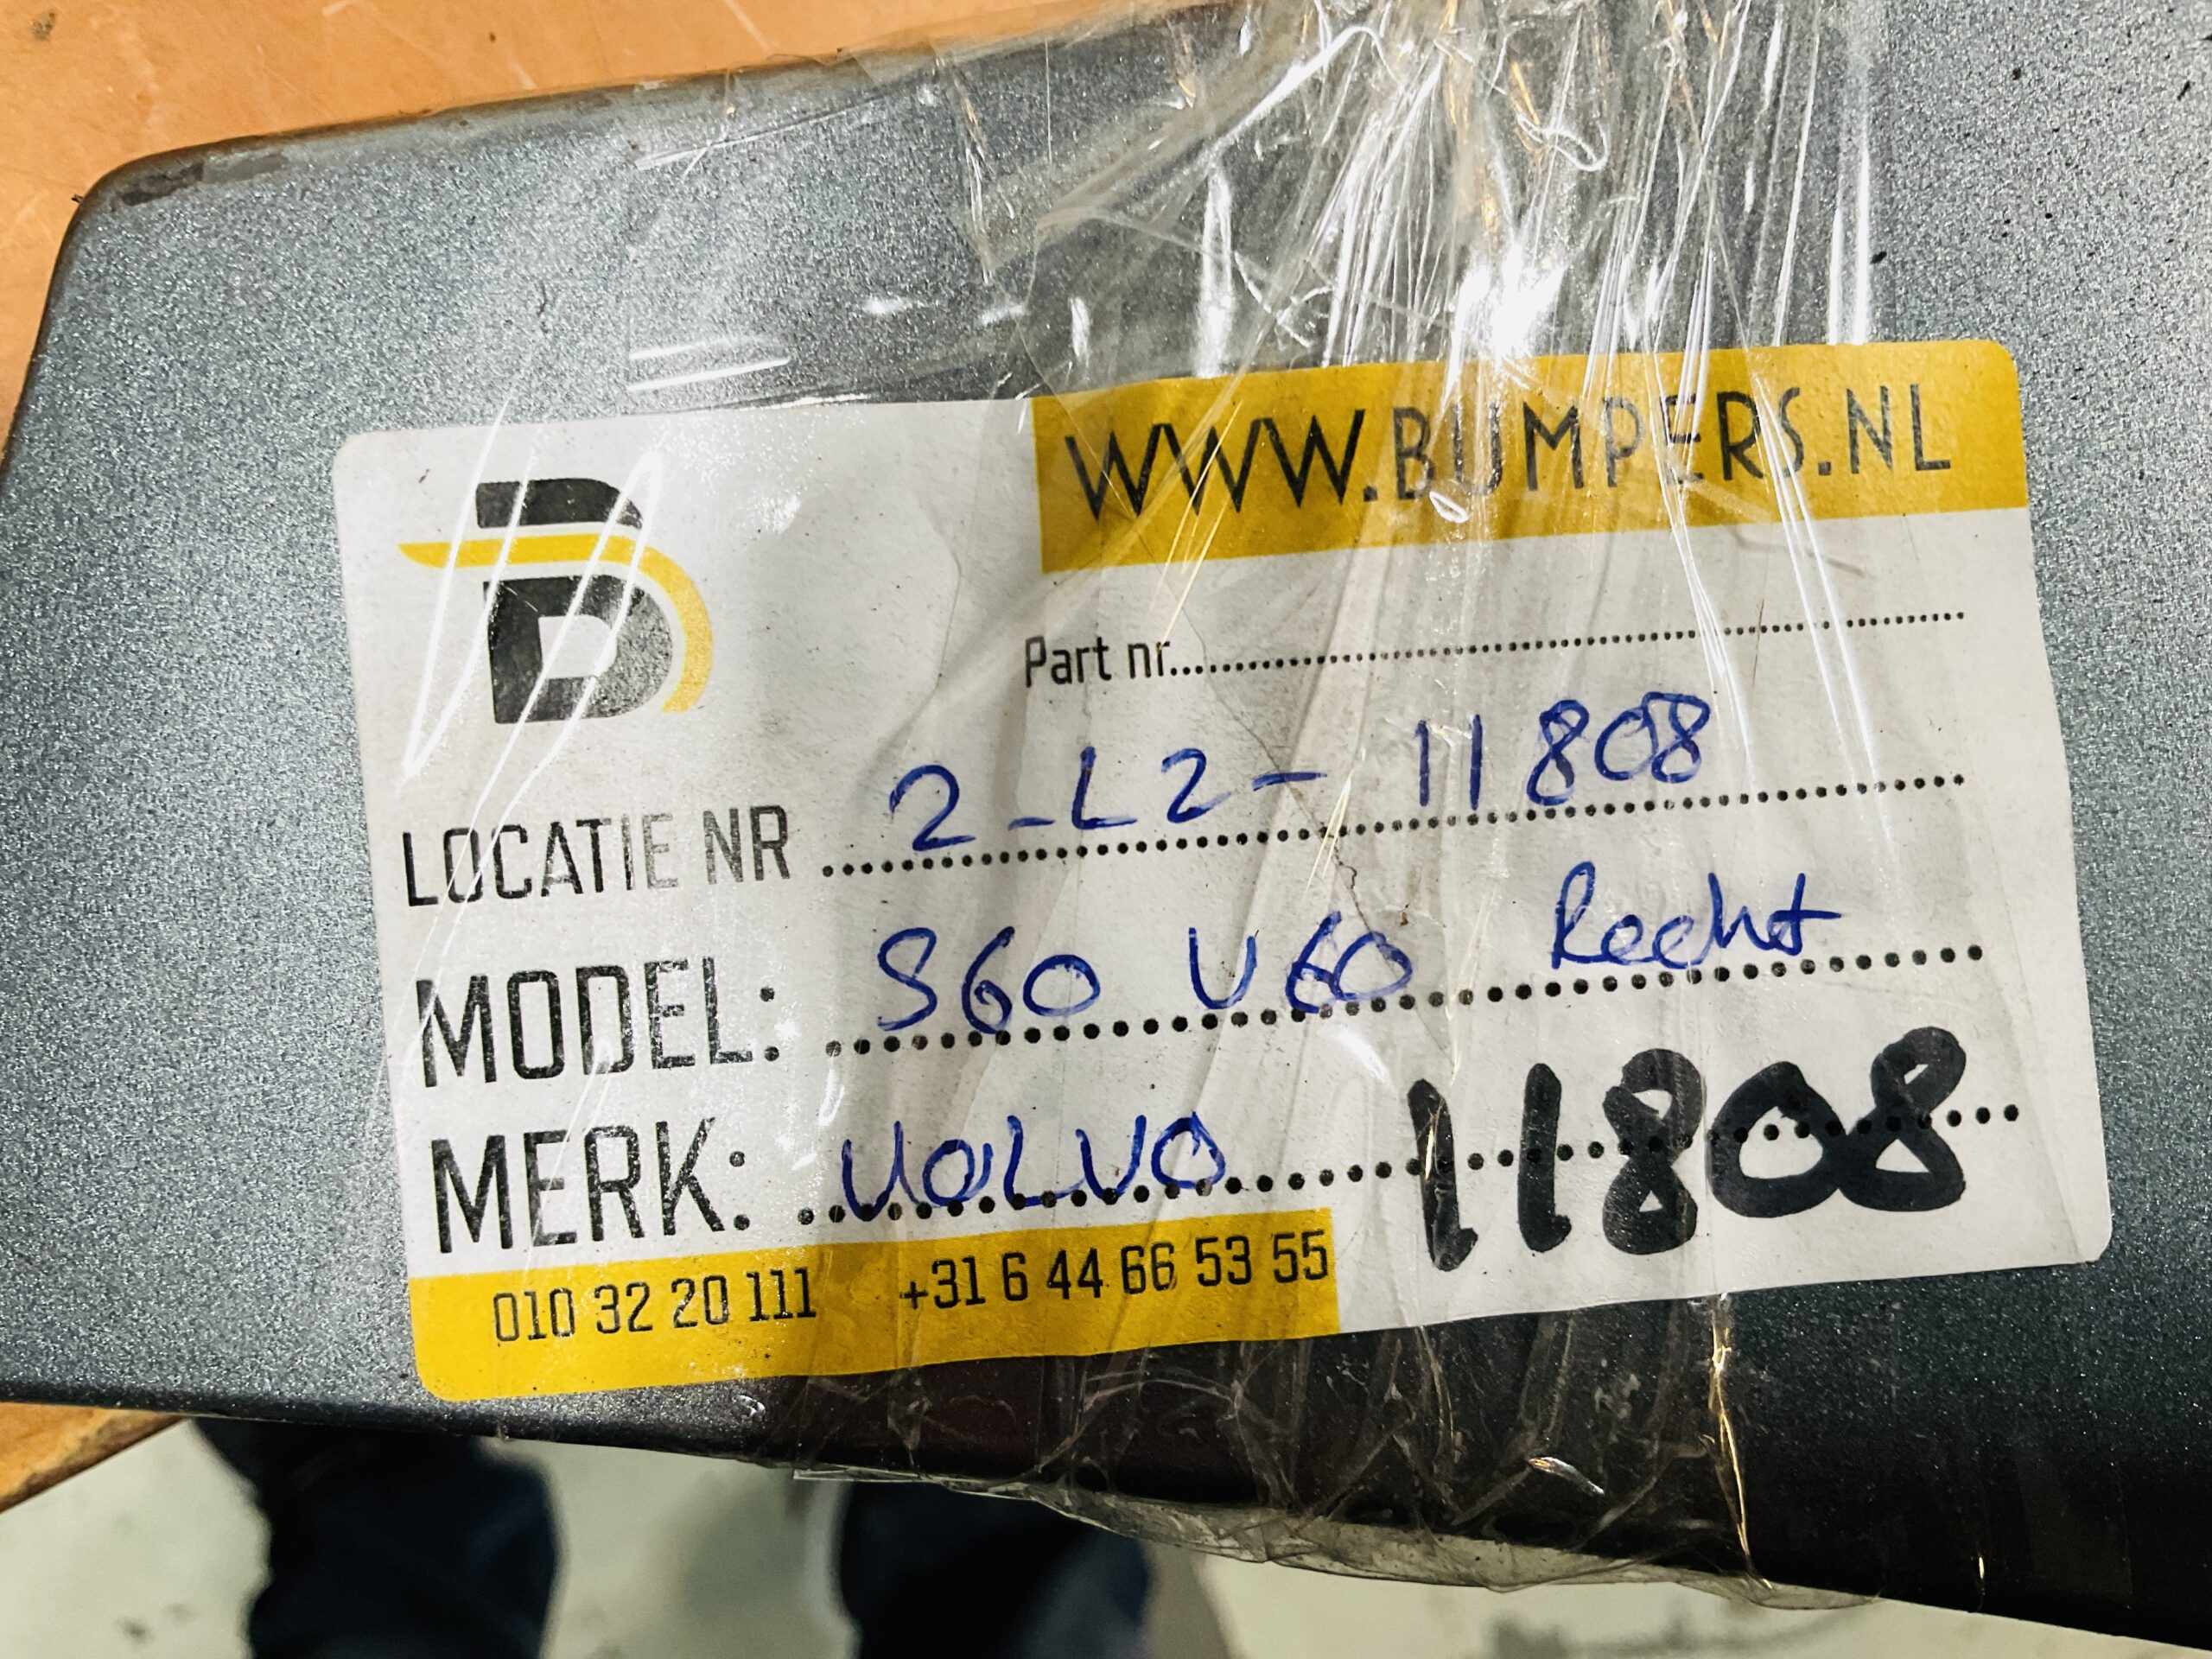 WWW.BUMPERS.NL
Part nr.
LOCATIE NR 2-L2-11808
MODEL: S60 V60 Recht
MERK: VOLVO 11808
010 32 20 111 +31 6 44 66 53 55